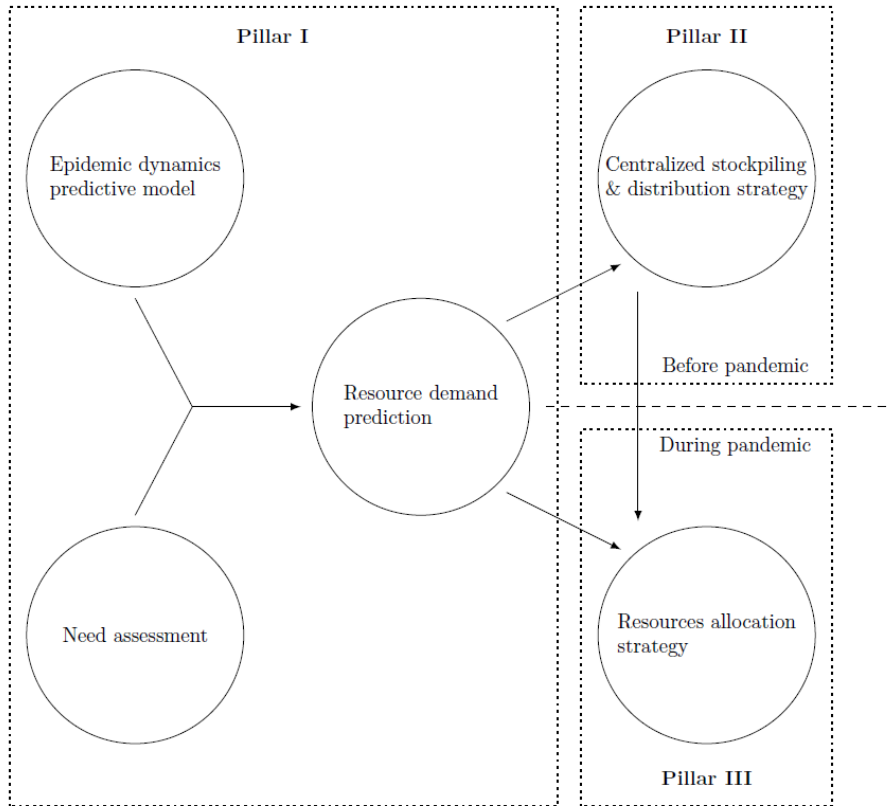 Pillar I
Epidemic dynamics
predictive model
Need assessment
Resource demand
prediction
Pillar II
Centralized stockpiling
& distribution strategy
Before pandemic
During pandemic
Resources allocation
strategy
Pillar III